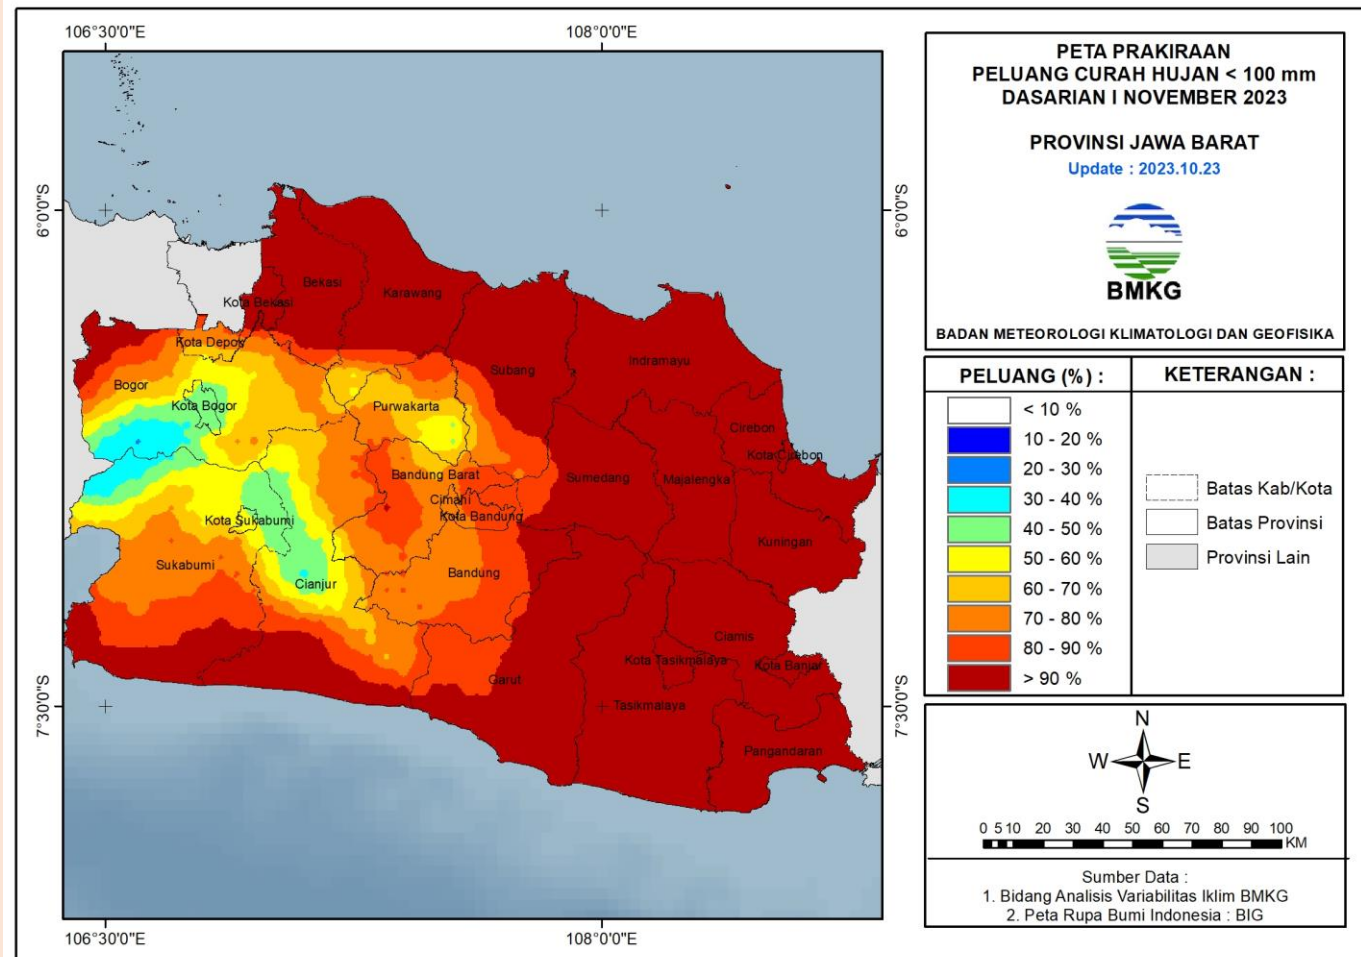 106°30'0"E
108°0'0"E
6°0'0"S
6°0'0"S
7°30'0"S
7°30'0"S
106°30'0"E
108°0'0"E
Bekasi
Karawang
Kota Bekasi
Kota Depok
Subang
Indramayu
Bogor
Kota Bogor
Purwakarta
Cirebon
Kota Cirebon
Bandung Barat
Sumedang
Majalengka
Cimahi
Kota Sukabumi
Kota Bandung
Kuningan
Sukabumi
Cianjur
Bandung
Ciamis
Kota Tasikmalaya
Kota Banjar
Garut
Tasikmalaya
Pangandaran
PETA PRAKIRAAN
PELUANG CURAH HUJAN < 100 mm
DASARIAN I NOVEMBER 2023
PROVINSI JAWA BARAT
Update : 2023.10.23
BMKG
BADAN METEOROLOGI KLIMATOLOGI DAN GEOFISIKA
PELUANG (%) :
< 10 %
10 - 20 %
20 - 30 %
30 - 40 %
40 - 50 %
50 - 60 %
60 - 70 %
70 - 80 %
80 - 90 %
> 90 %
KETERANGAN :
Batas Kab/Kota
Batas Provinsi
Provinsi Lain
N
W E
S
0 5 10 20 30 40 50 60 70 80 90 100
KM
Sumber Data :
1. Bidang Analisis Variabilitas Iklim BMKG
2. Peta Rupa Bumi Indonesia : BIG